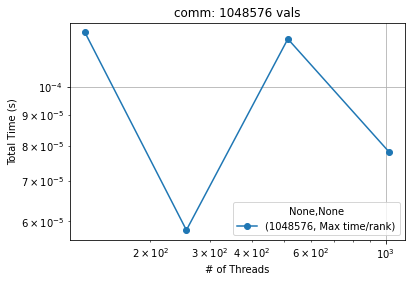 comm: 1048576 vals
Total Time (s)
10⁻⁴
9 × 10⁻⁵
8 × 10⁻⁵
7 × 10⁻⁵
6 × 10⁻⁵
None,None
(1048576, Max time/rank)
2 × 10² 3 × 10² 4 × 10² 6 × 10² 10³
# of Threads